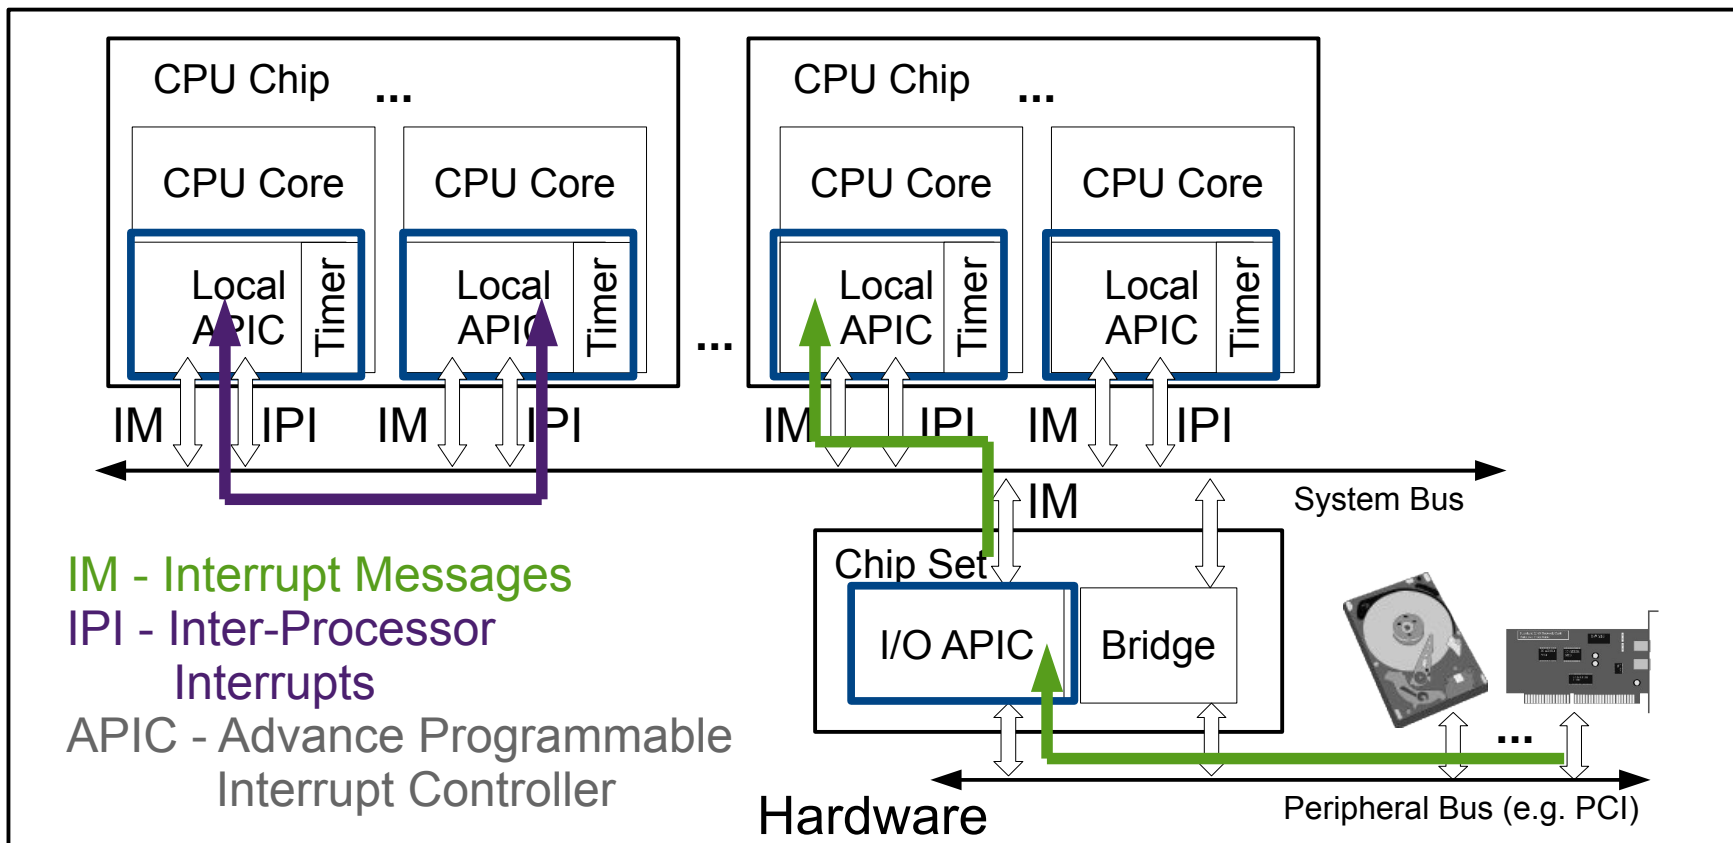 CPU Chip ...
CPU Chip ...
CPU Core
CPU Core
CPU Core
CPU Core
Local
APIC
Timer
Local
APIC
Timer
...
Local
APIC
Timer
Local
APIC
Timer
IM
IPI
IM
IPI
IM
IPI
IM
IPI
System Bus
IM
Chip Set
I/O APIC
Bridge
...
IM - Interrupt Messages
IPI - Inter-Processor
Interrupts
APIC - Advance Programmable
Interrupt Controller
Hardware
Peripheral Bus (e.g. PCI)